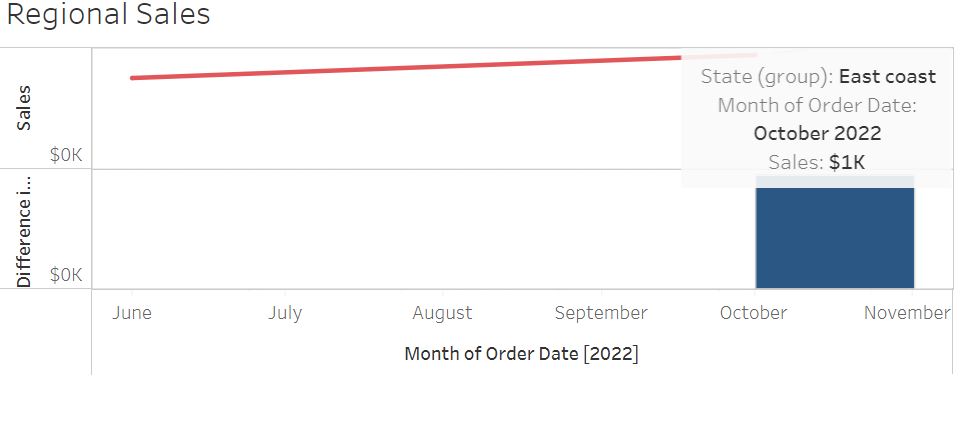 Regional Sales
Sales
$0K
Difference i...
$0K
State (group): East coast
Month of Order Date:
October 2022
Sales: $1K
June July August September October November
Month of Order Date [2022]